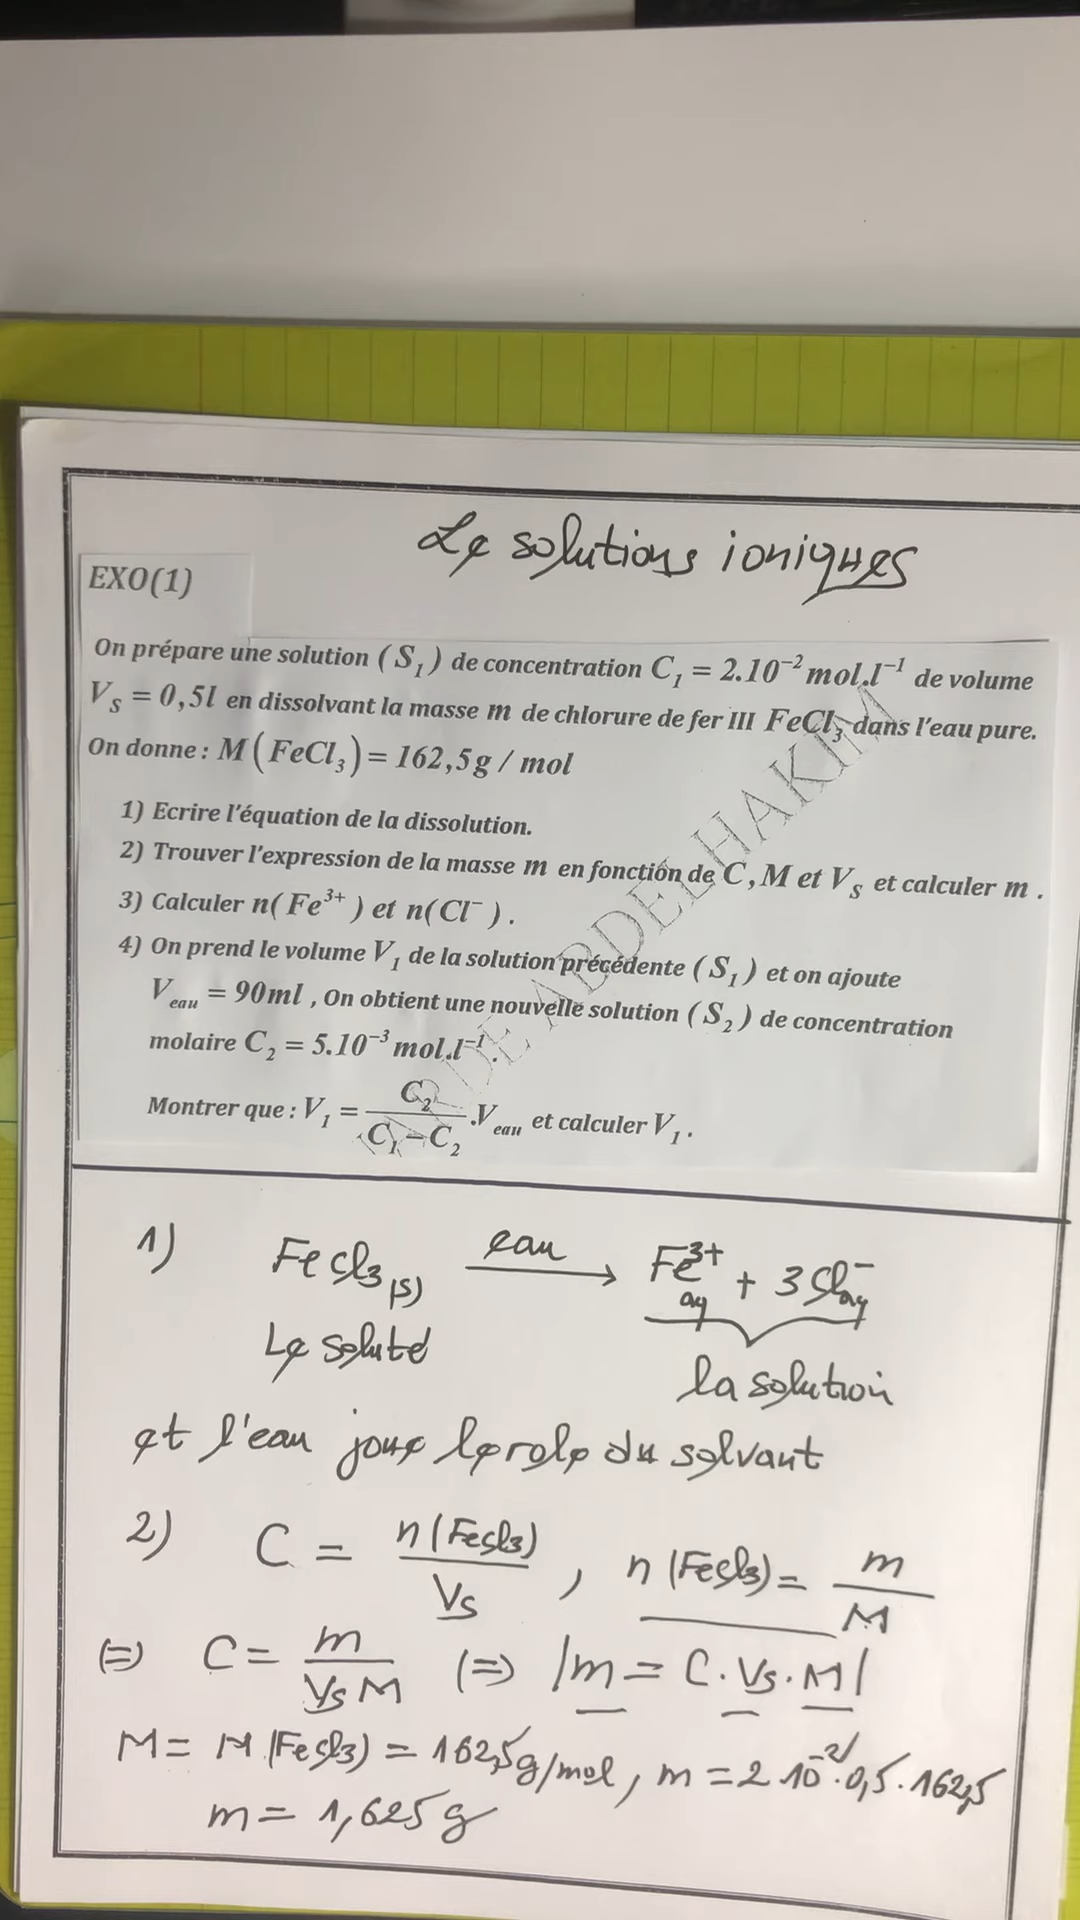 Le solutions ioniques
EXO(1)
On prépare une solution (S₁) de concentration C₁ = 2.10⁻² mol.l⁻¹ de volume
Vₛ = 0,5l en dissolvant la masse m de chlorure de fer III FeCl₃ dans l'eau pure.
On donne : M(FeCl₃) = 162,5g / mol
1) Ecrire l'équation de la dissolution.
2) Trouver l'expression de la masse m en fonction de C, M et Vₛ et calculer m .
3) Calculer n( Fe³⁺ ) et n(Cl⁻ ) .
4) On prend le volume V₁ de la solution précédente (S₁) et on ajoute
Vₑₐᵤ = 90ml , On obtient une nouvelle solution (S₂) de concentration
molaire C₂ = 5.10⁻³ mol.l⁻¹.
Montrer que : V₁ = C₂ / (C₁ - C₂) .Vₑₐᵤ et calculer V₁ .
ABDELHAKIM
1) FeCl₃(s) eau → Fe³⁺aq + 3Cl⁻aq
Le soluté la solution
et l'eau joue le role du solvant
2) C = n(FeCl₃) / Vs , n(FeCl₃) = m / M
(=) C = m / Vs M (=) |m = C . Vs . M|
M = M(FeCl₃) = 162,5g/mol, m = 2 10⁻² . 0,5 . 162,5
m = 1,625g